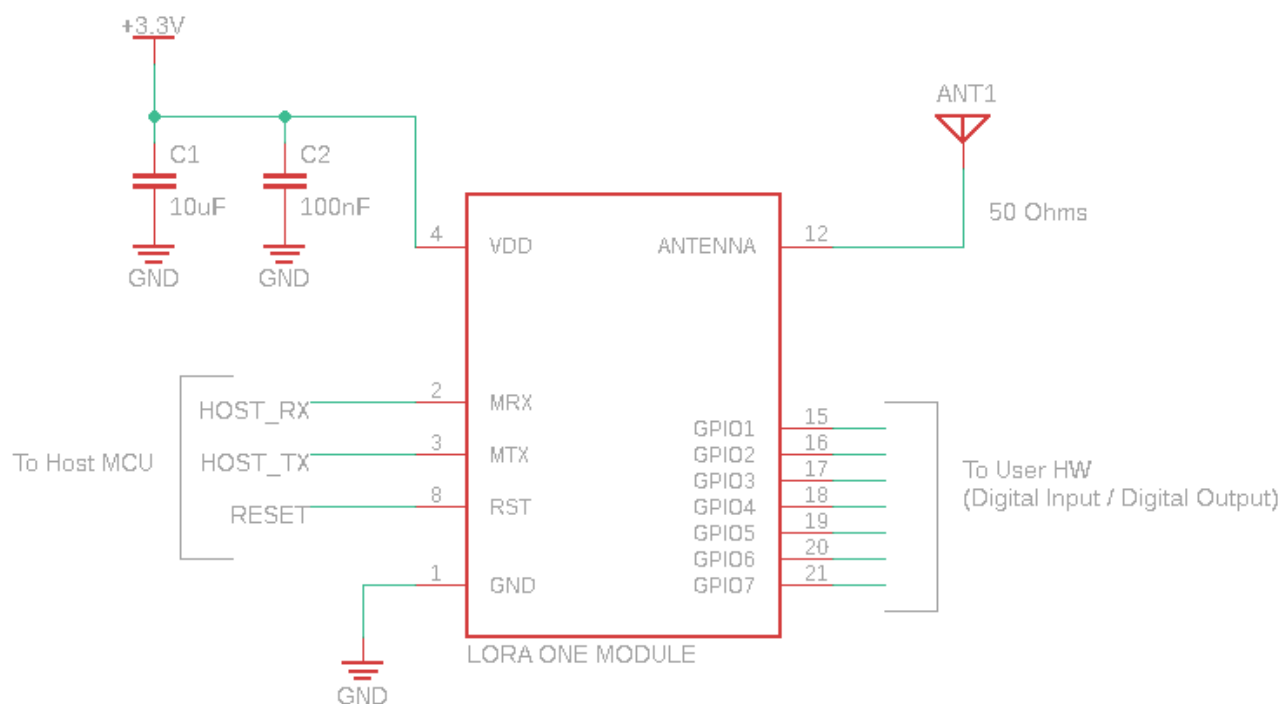 +3.3V
C1
10uF
GND
C2
100nF
GND
ANT1
50 Ohms
4
VDD
ANTENNA
12
To Host MCU
HOST_RX
2
MRX
HOST_TX
3
MTX
RESET
8
RST
1
GND
GND
GPIO1
15
GPIO2
16
GPIO3
17
GPIO4
18
GPIO5
19
GPIO6
20
GPIO7
21
To User HW
(Digital Input / Digital Output)
LORA ONE MODULE